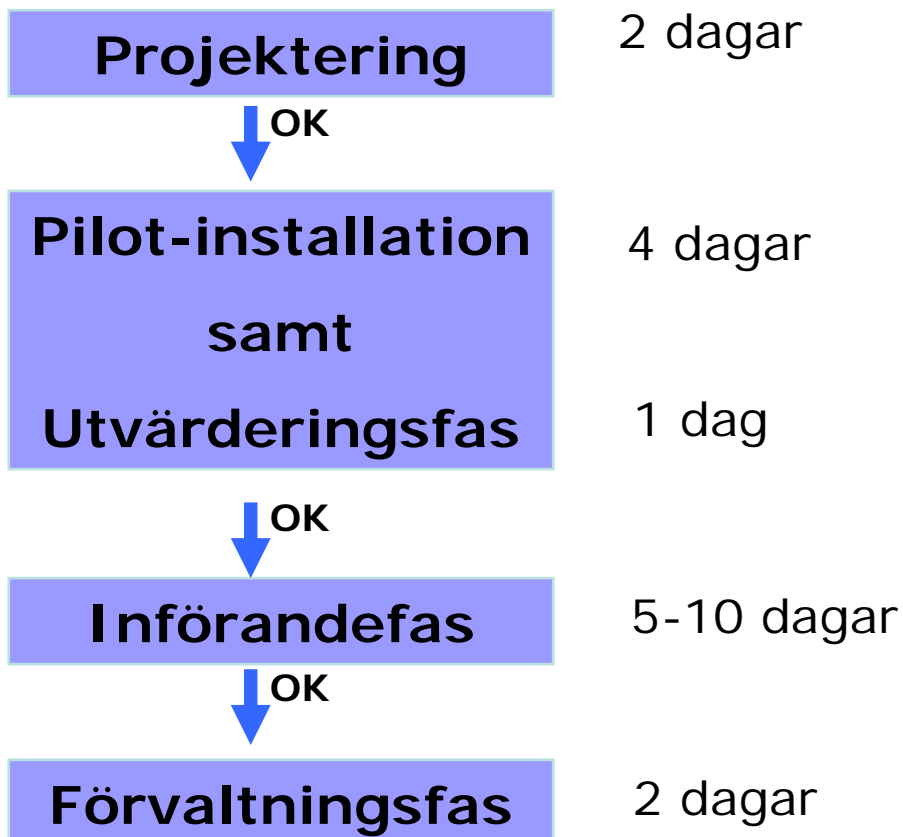 Projektering
2 dagar
OK
Pilot-installation
4 dagar
samt
Utvärderingsfas
1 dag
OK
Införandefas
5-10 dagar
OK
Förvaltningsfas
2 dagar